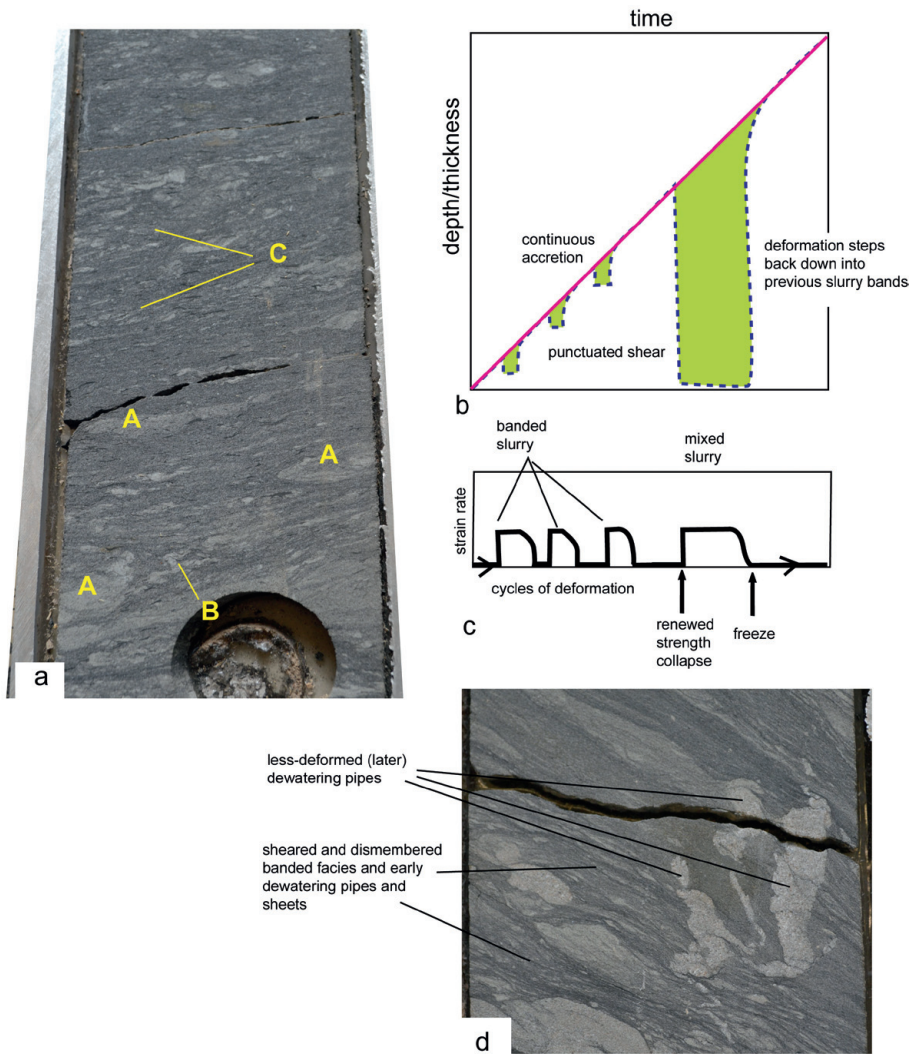 C
A
A
A
B
a
time
depth/thickness
continuous
accretion
punctuated shear
deformation steps
back down into
previous slurry bands
b
banded
slurry
mixed
slurry
strain rate
cycles of deformation
renewed
strength
collapse
freeze
c
less-deformed (later)
dewatering pipes
sheared and dismembered
banded facies and early
dewatering pipes and
sheets
d